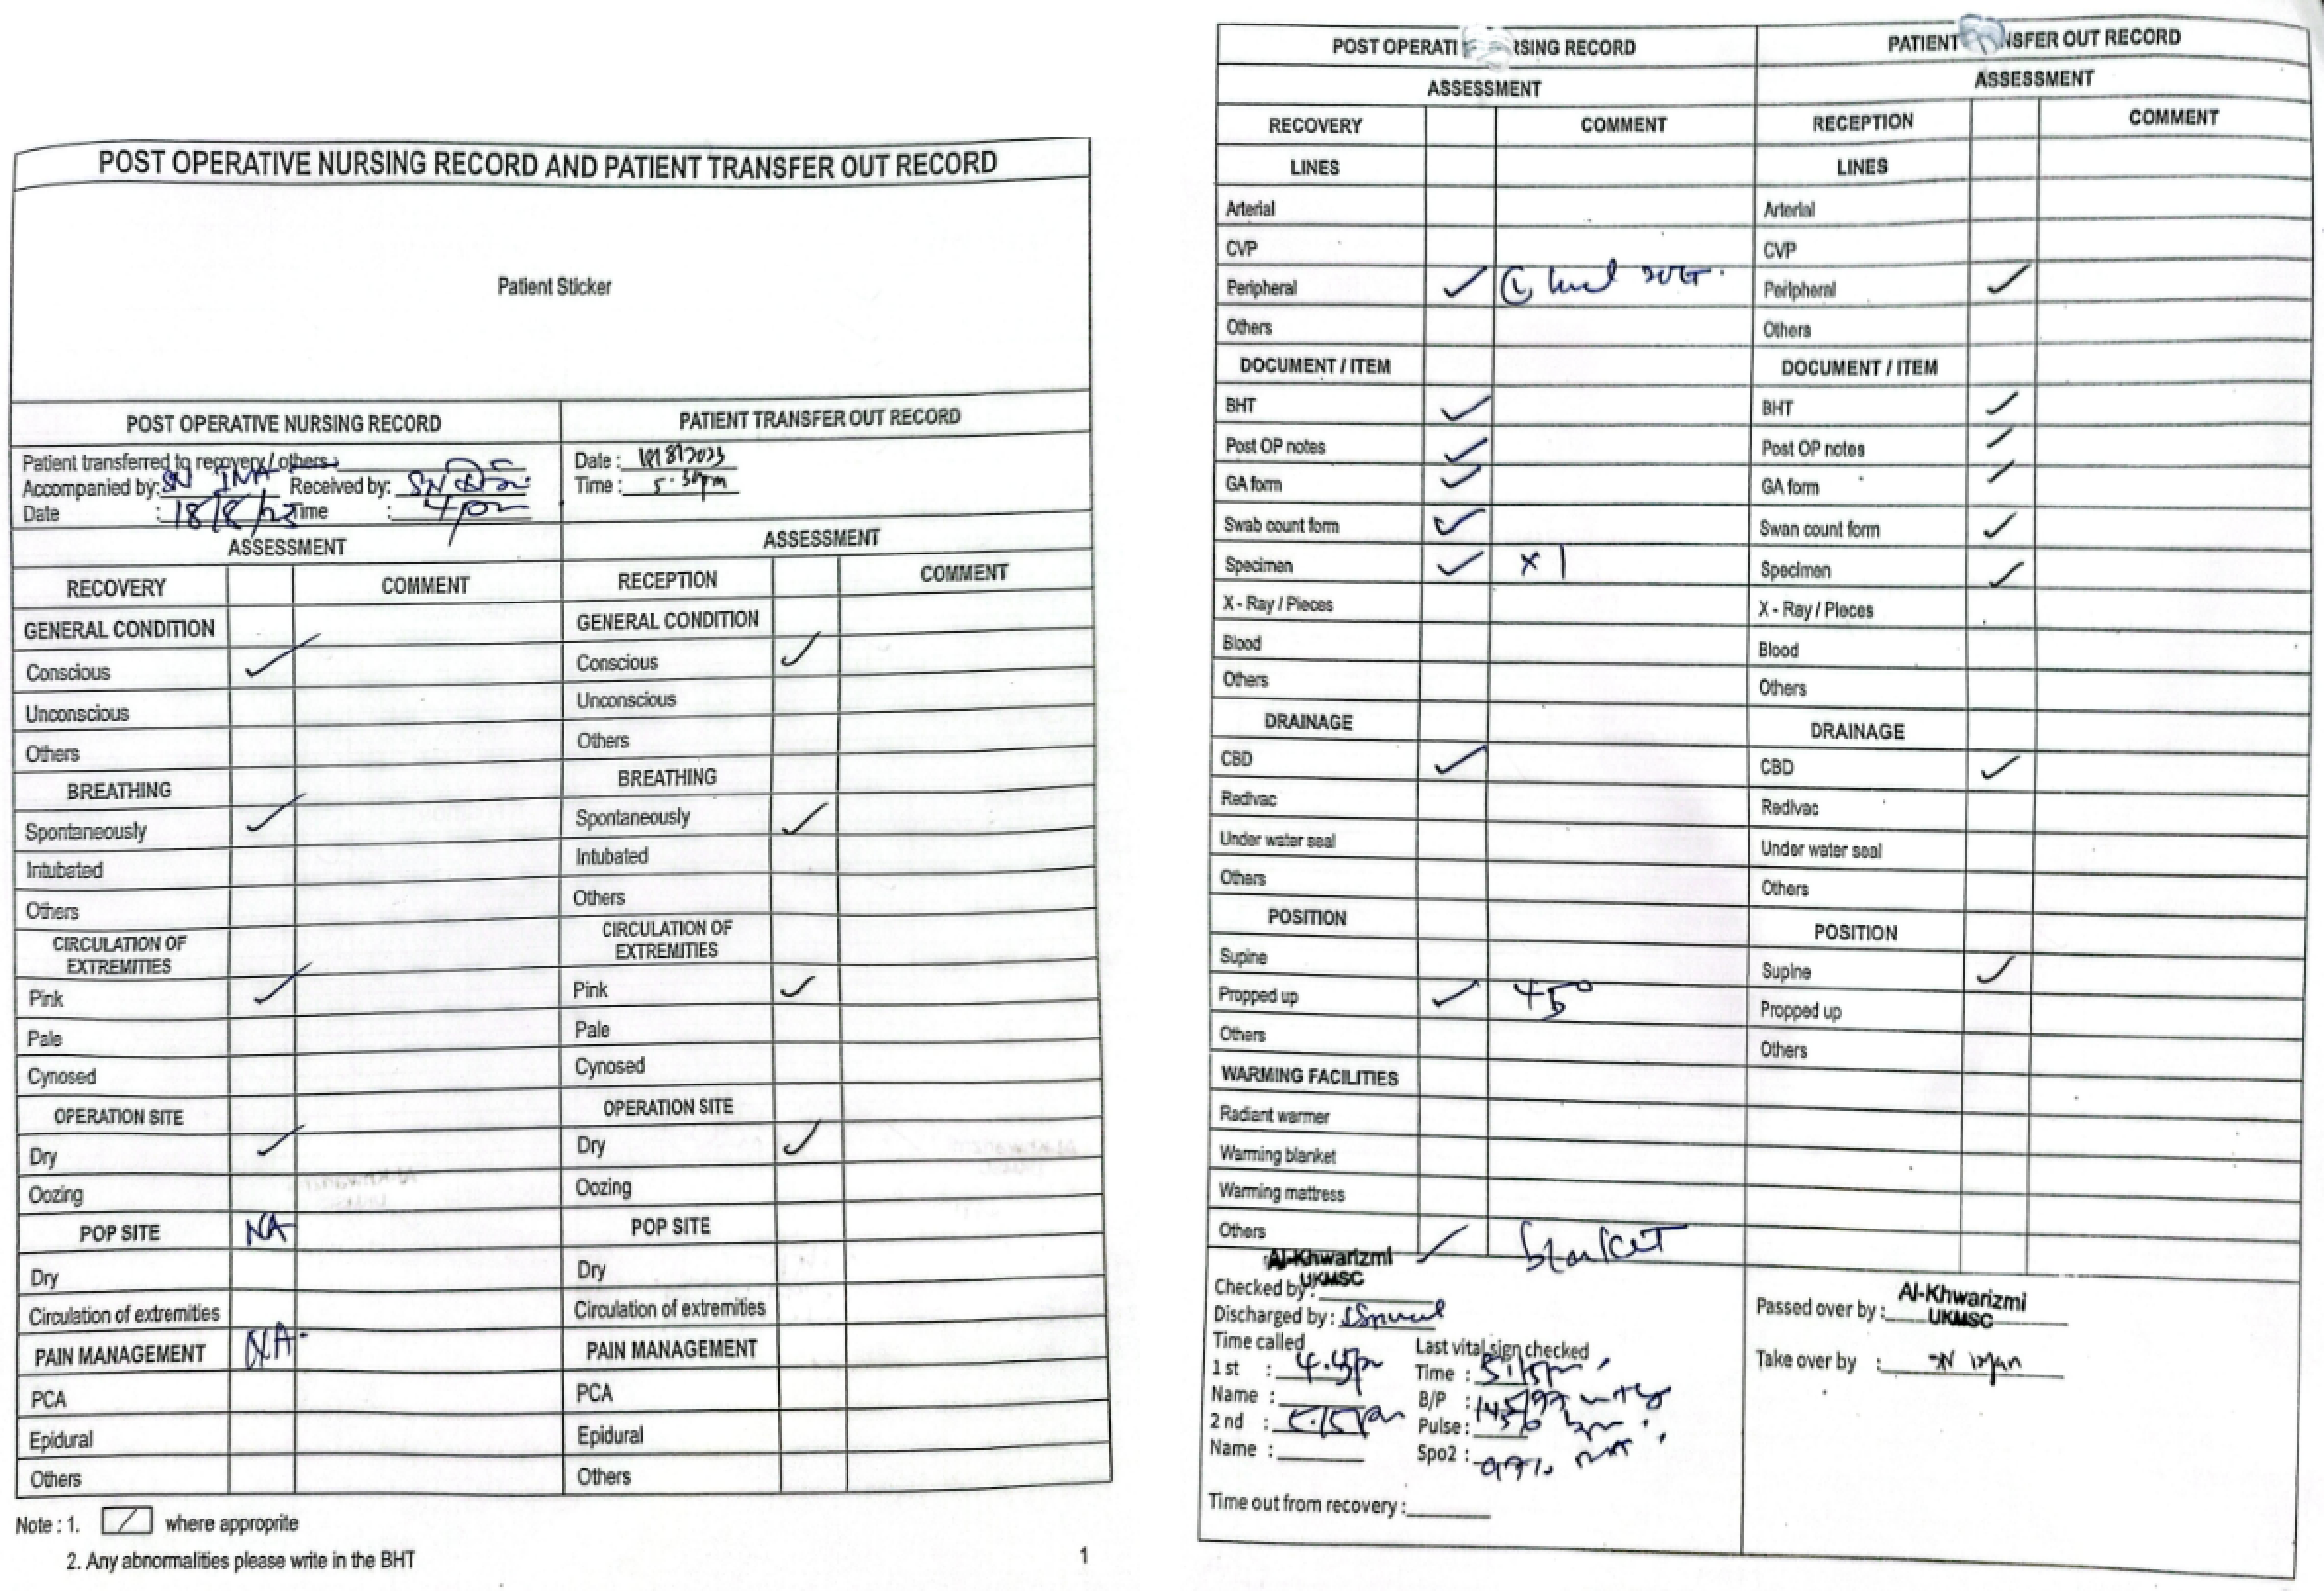 POST OPERATIVE NURSING RECORD AND PATIENT TRANSFER OUT RECORD
Patient Sticker
POST OPERATIVE NURSING RECORD
Patient transferred to recovery / others :
Accompanied by: SN INA Received by: SN
Date : 18/8/23 Time : 4pm
PATIENT TRANSFER OUT RECORD
Date : 18/8/2023
Time : 5.30pm
ASSESSMENT
RECOVERY COMMENT
GENERAL CONDITION
Conscious ✓
Unconscious
Others
BREATHING
Spontaneously ✓
Intubated
Others
CIRCULATION OF
EXTREMITIES
Pink ✓
Pale
Cynosed
OPERATION SITE
Dry ✓
Oozing
POP SITE NA
Dry
Circulation of extremities
PAIN MANAGEMENT NA
PCA
Epidural
Others
ASSESSMENT
RECEPTION COMMENT
GENERAL CONDITION
Conscious ✓
Unconscious
Others
BREATHING
Spontaneously ✓
Intubated
Others
CIRCULATION OF
EXTREMITIES
Pink ✓
Pale
Cynosed
OPERATION SITE
Dry ✓
Oozing
POP SITE
Dry
Circulation of extremities
PAIN MANAGEMENT
PCA
Epidural
Others
Note : 1. / where approprite
2. Any abnormalities please write in the BHT
1
POST OPERATI RSING RECORD
ASSESSMENT
RECOVERY COMMENT
LINES
Arterial
CVP
Peripheral ✓ Ⓛ
Others
DOCUMENT / ITEM
BHT ✓
Post OP notes ✓
GA form ✓
Swab count form ✓
Specimen ✓ x 1
X - Ray / Pieces
Blood
Others
DRAINAGE
CBD ✓
Redivac
Under water seal
Others
POSITION
Supine
Propped up ✓ 45°
Others
WARMING FACILITIES
Radiant warmer
Warming blanket
Warming mattress
Others ✓ blanket
Al-Khwarizmi
UKMSC
Checked by :
Discharged by :
Time called
1st : 4.45pm
Name :
2nd : 5.15pm
Name :
Last vital sign checked
Time : 5.15pm
B/P : 145/97
Pulse :
Spo2 : 97%
Time out from recovery :
PATIENT NSFER OUT RECORD
ASSESSMENT
RECEPTION COMMENT
LINES
Arterial
CVP
Peripheral ✓
Others
DOCUMENT / ITEM
BHT ✓
Post OP notes ✓
GA form ✓
Swan count form ✓
Specimen ✓
X - Ray / Pieces
Blood
Others
DRAINAGE
CBD ✓
Redivac
Under water seal
Others
POSITION
Supine ✓
Propped up
Others
Passed over by : Al-Khwarizmi
UKMSC
Take over by : SN